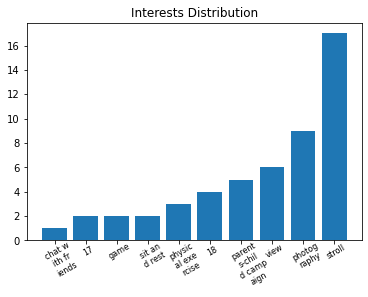 Interests Distribution
16
14
12
10
8
6
4
2
0
chat w
ith fr
iends
17
game
sit an
d rest
physic
al exe
rcise
18
parent
s-chil
d camp
aign
view
photog
raphy
stroll